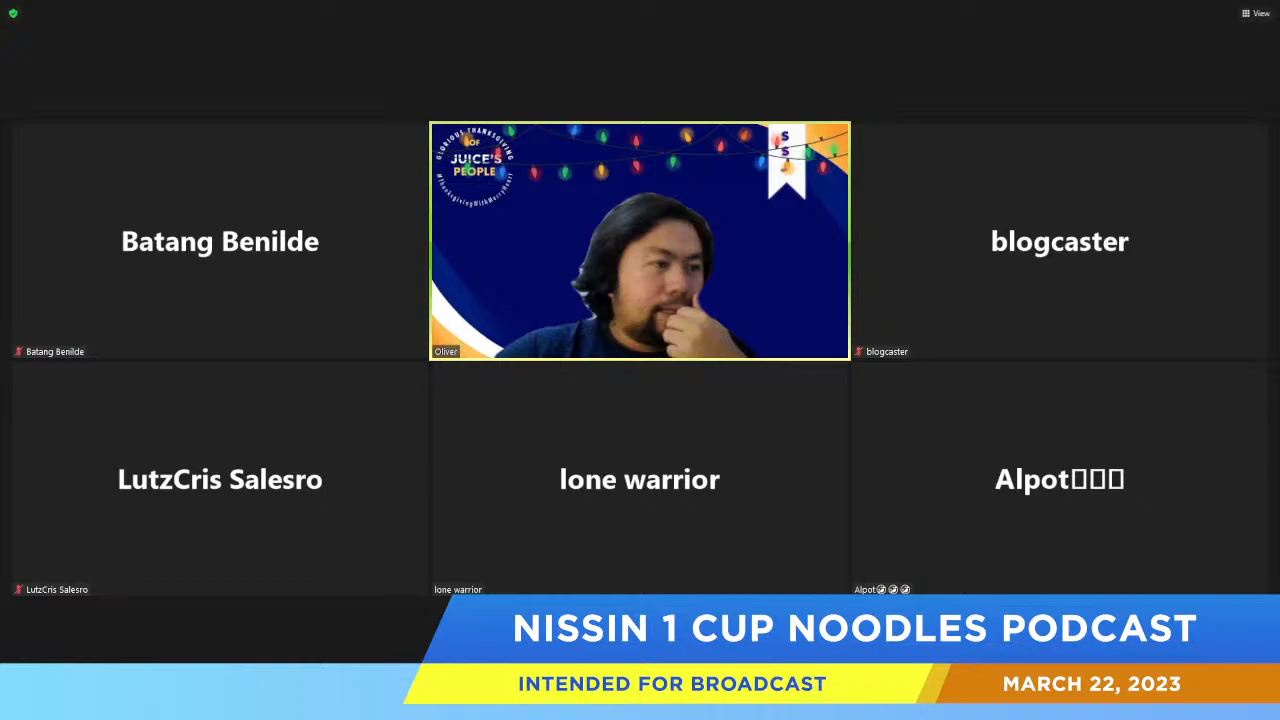 View
GLORIOUS THANKSGIVING
OF
JUICE'S
PEOPLE
#ThanksgivingWithMerryHeart
S
S
Batang Benilde
blogcaster
Batang Benilde
Oliver
blogcaster
LutzCris Salesro
lone warrior
Alpot
LutzCris Salesro
lone warrior
Alpot
NISSIN 1 CUP NOODLES PODCAST
INTENDED FOR BROADCAST
MARCH 22, 2023